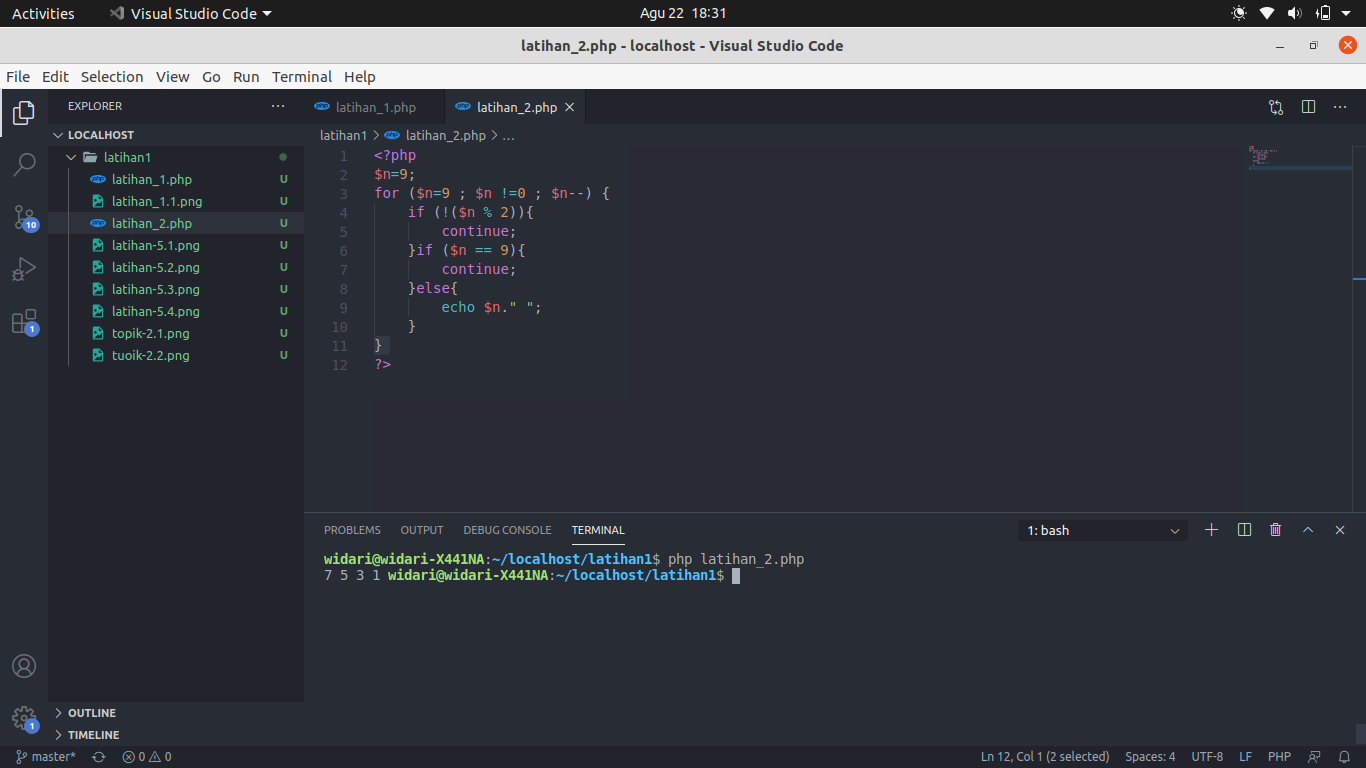 Activities Visual Studio Code Agu 22 18:31
latihan_2.php - localhost - Visual Studio Code
File Edit Selection View Go Run Terminal Help
EXPLORER
LOCALHOST
latihan1
latihan_1.php U
latihan_1.1.png U
latihan_2.php U
latihan-5.1.png U
latihan-5.2.png U
latihan-5.3.png U
latihan-5.4.png U
topik-2.1.png U
tuoik-2.2.png U
OUTLINE
TIMELINE
10
1
1
latihan_1.php latihan_2.php
latihan1 > latihan_2.php > ...
1 <?php
2 $n=9;
3 for ($n=9 ; $n !=0 ; $n--) {
4     if (!($n % 2)){
5         continue;
6     }if ($n == 9){
7         continue;
8     }else{
9         echo $n." ";
10     }
11 }
12 ?>
PROBLEMS OUTPUT DEBUG CONSOLE TERMINAL 1: bash
widari@widari-X441NA:~/localhost/latihan1$ php latihan_2.php
7 5 3 1 widari@widari-X441NA:~/localhost/latihan1$
master* 0 0 Ln 12, Col 1 (2 selected) Spaces: 4 UTF-8 LF PHP